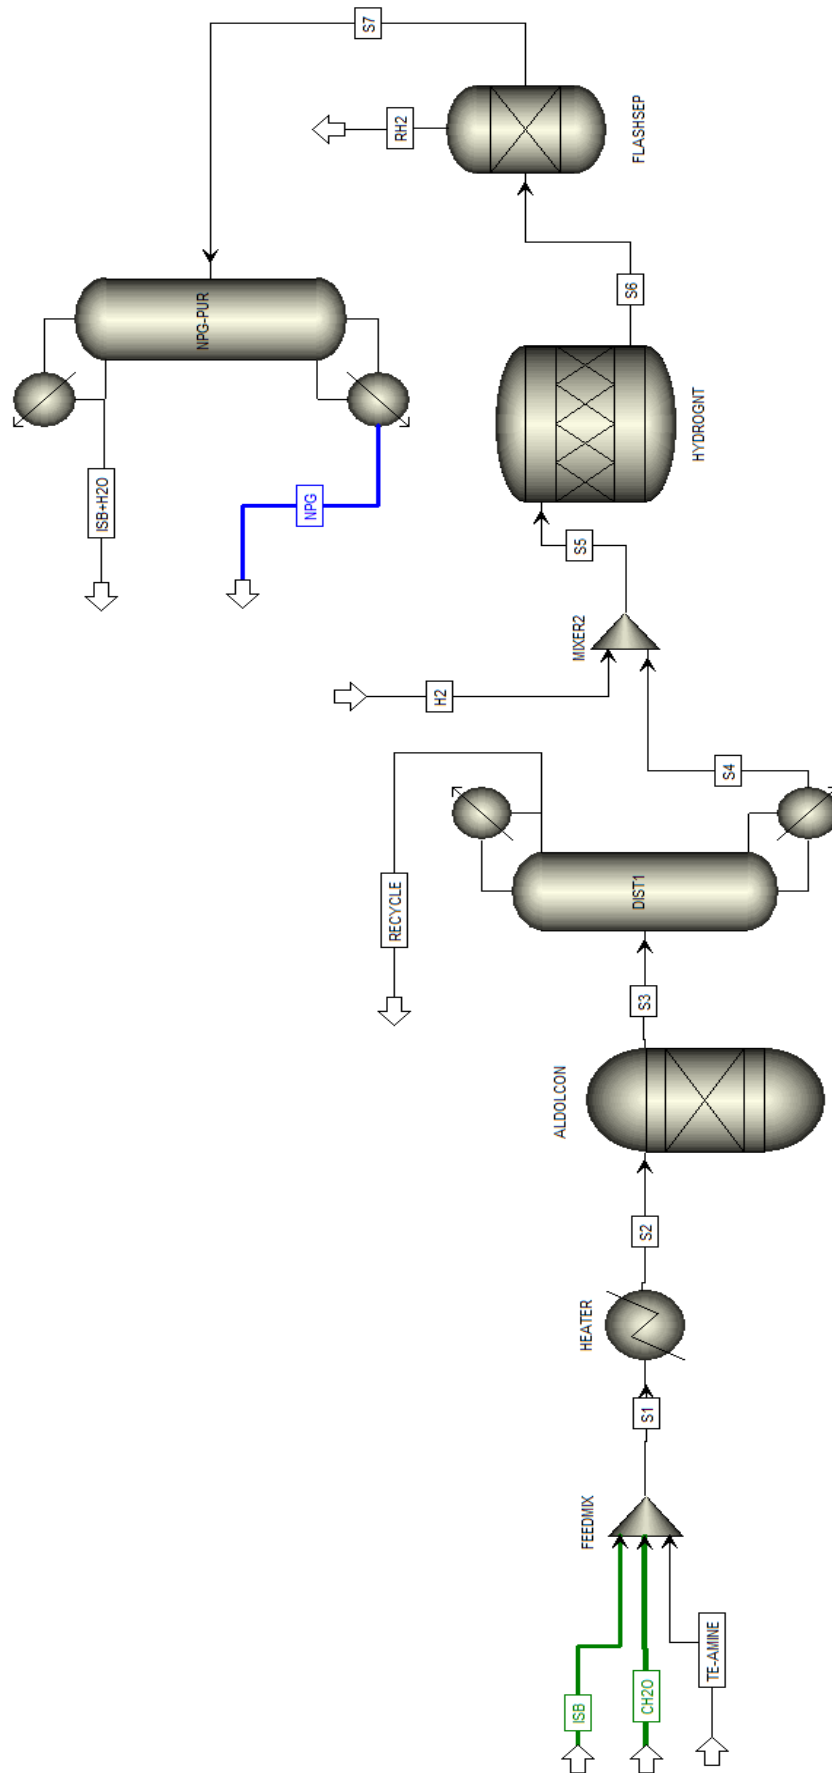 ISB
CH2O
TE-AMINE
FEEDMIX
S1
HEATER
S2
ALDOLCON
S3
DIST1
RECYCLE
S4
H2
MIXER2
S5
HYDROGNT
S6
FLASHSEP
RH2
S7
NPG-PUR
ISB+H2O
NPG